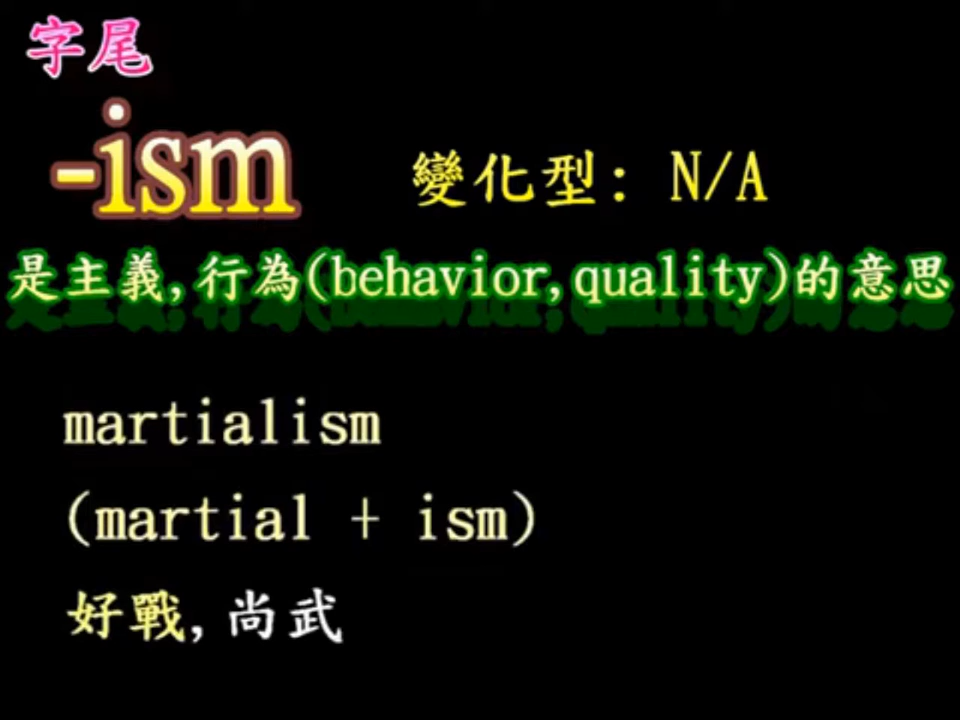 字尾
-ism 變化型: N/A
是主義,行為(behavior,quality)的意思
martialism
(martial + ism)
好戰,尚武